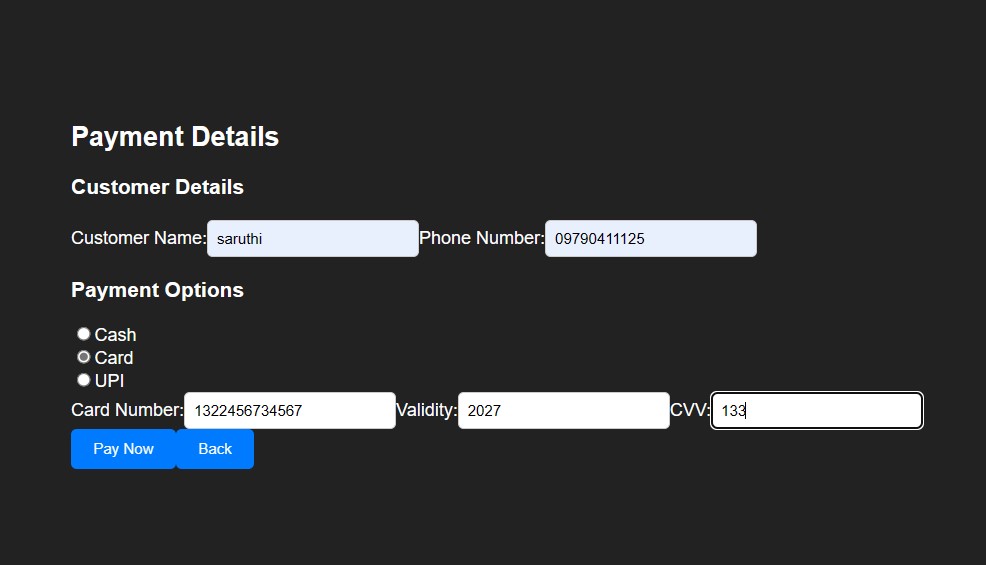 Payment Details
Customer Details
Customer Name: saruthi Phone Number: 09790411125
Payment Options
Cash
Card
UPI
Card Number: 1322456734567 Validity: 2027 CVV: 133
Pay Now Back